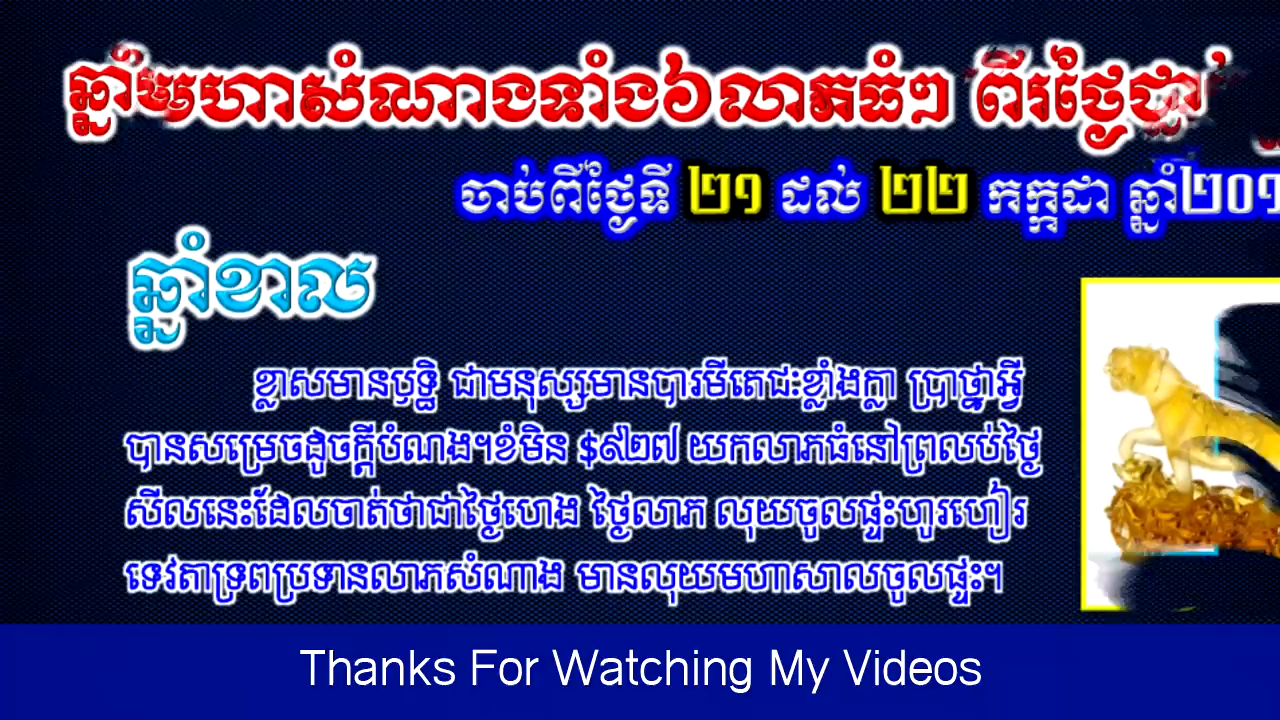 ឆ្នាំមហាសំណាងទាំង៦លាភធំៗ ពីរថ្ងៃជាប់
ចាប់ពីថ្ងៃទី ២១ ដល់ ២២ កក្កដា ឆ្នាំ២០១
ឆ្នាំខាល
ខ្លាសមានឫទ្ធិ ជាមនុស្សមានបារមីតេជះខ្លាំងក្លា ប្រាថ្នាអ្វី
បានសម្រេចដូចក្តីបំណង។ខំមិន $៩២៧ យកលាភធំនៅព្រលប់ថ្ងៃ
សីលនេះដែលចាត់ថាជាថ្ងៃហេង ថ្ងៃលាភ លុយចូលផ្ទះហូរហៀរ
ទេវតាទ្រពប្រទានលាភសំណាង មានលុយមហាសាលចូលផ្ទះ។
Thanks For Watching My Videos